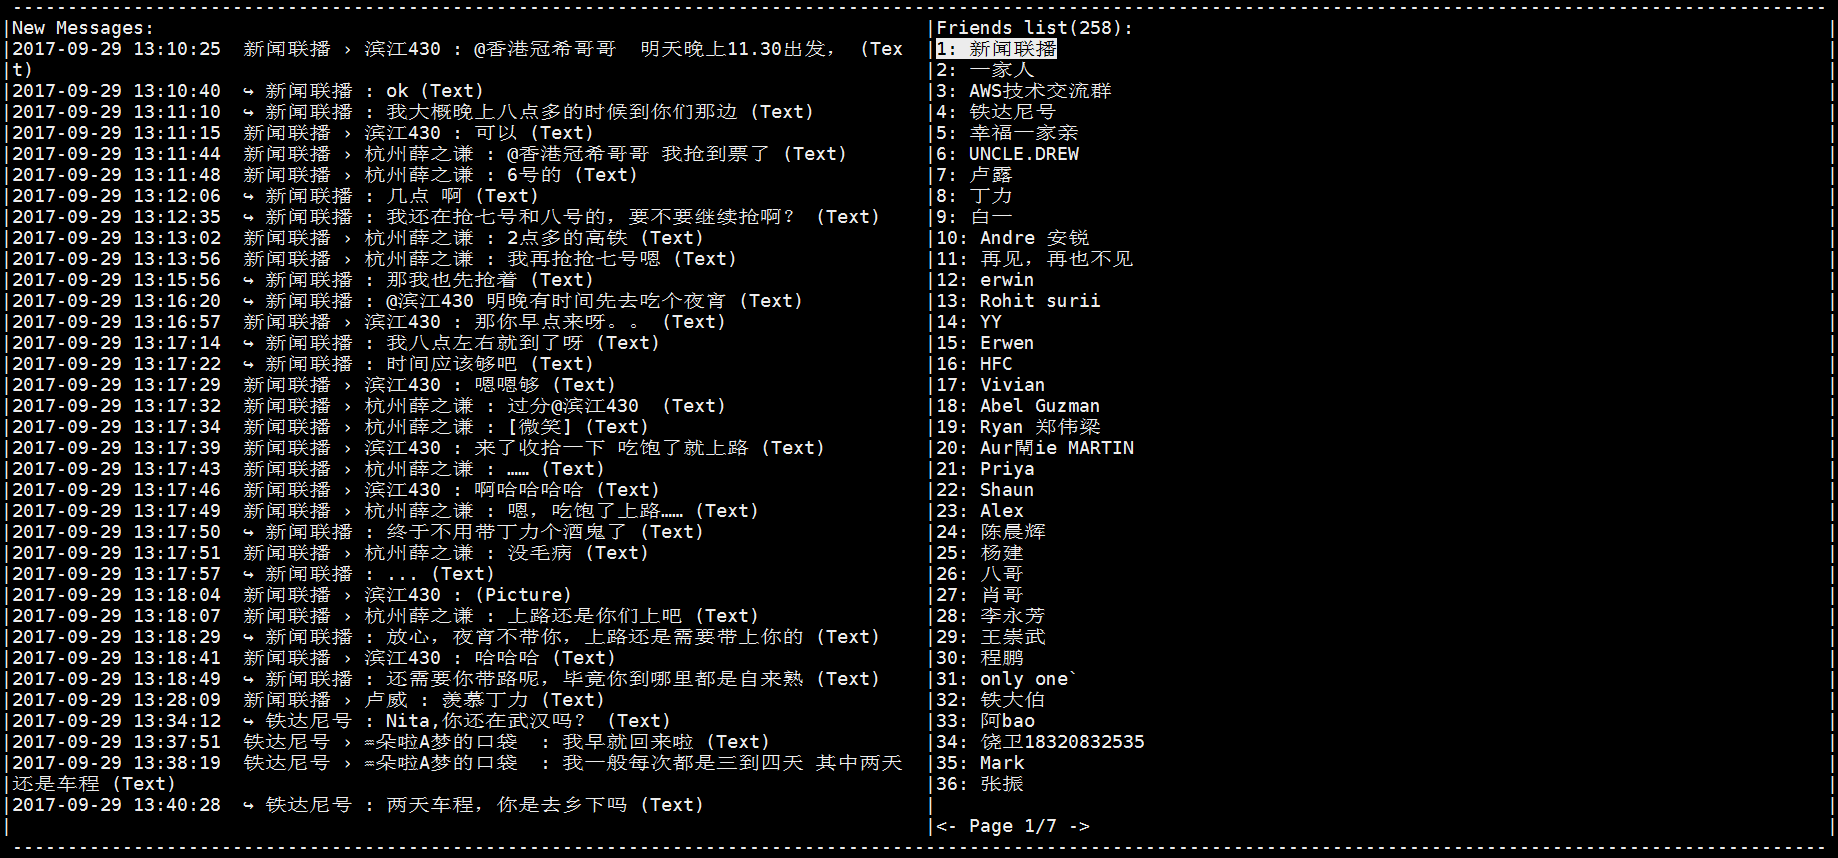 New Messages:
2017-09-29 13:10:25  新闻联播 › 滨江430 : @香港冠希哥哥  明天晚上11.30出发， (Tex
t)
2017-09-29 13:10:40  ↪ 新闻联播 : ok (Text)
2017-09-29 13:11:10  ↪ 新闻联播 : 我大概晚上八点多的时候到你们那边 (Text)
2017-09-29 13:11:15  新闻联播 › 滨江430 : 可以 (Text)
2017-09-29 13:11:44  新闻联播 › 杭州薛之谦 : @香港冠希哥哥 我抢到票了 (Text)
2017-09-29 13:11:48  新闻联播 › 杭州薛之谦 : 6号的 (Text)
2017-09-29 13:12:06  ↪ 新闻联播 : 几点 啊 (Text)
2017-09-29 13:12:35  ↪ 新闻联播 : 我还在抢七号和八号的，要不要继续抢啊？ (Text)
2017-09-29 13:13:02  新闻联播 › 杭州薛之谦 : 2点多的高铁 (Text)
2017-09-29 13:13:56  新闻联播 › 杭州薛之谦 : 我再抢抢七号嗯 (Text)
2017-09-29 13:15:56  ↪ 新闻联播 : 那我也先抢着 (Text)
2017-09-29 13:16:20  ↪ 新闻联播 : @滨江430 明晚有时间先去吃个夜宵 (Text)
2017-09-29 13:16:57  新闻联播 › 滨江430 : 那你早点来呀。。 (Text)
2017-09-29 13:17:14  ↪ 新闻联播 : 我八点左右就到了呀 (Text)
2017-09-29 13:17:22  ↪ 新闻联播 : 时间应该够吧 (Text)
2017-09-29 13:17:29  新闻联播 › 滨江430 : 嗯嗯够 (Text)
2017-09-29 13:17:32  新闻联播 › 杭州薛之谦 : 过分@滨江430  (Text)
2017-09-29 13:17:34  新闻联播 › 杭州薛之谦 : [微笑] (Text)
2017-09-29 13:17:39  新闻联播 › 滨江430 : 来了收拾一下 吃饱了就上路 (Text)
2017-09-29 13:17:43  新闻联播 › 杭州薛之谦 : …… (Text)
2017-09-29 13:17:46  新闻联播 › 滨江430 : 啊哈哈哈哈 (Text)
2017-09-29 13:17:49  新闻联播 › 杭州薛之谦 : 嗯，吃饱了上路…… (Text)
2017-09-29 13:17:50  ↪ 新闻联播 : 终于不用带丁力个酒鬼了 (Text)
2017-09-29 13:17:51  新闻联播 › 杭州薛之谦 : 没毛病 (Text)
2017-09-29 13:17:57  ↪ 新闻联播 : ... (Text)
2017-09-29 13:18:04  新闻联播 › 滨江430 : (Picture)
2017-09-29 13:18:07  新闻联播 › 杭州薛之谦 : 上路还是你们上吧 (Text)
2017-09-29 13:18:29  ↪ 新闻联播 : 放心，夜宵不带你，上路还是需要带上你的 (Text)
2017-09-29 13:18:41  新闻联播 › 滨江430 : 哈哈哈 (Text)
2017-09-29 13:18:49  ↪ 新闻联播 : 还需要你带路呢，毕竟你到哪里都是自来熟 (Text)
2017-09-29 13:28:09  新闻联播 › 卢威 : 羡慕丁力 (Text)
2017-09-29 13:34:12  ↪ 铁达尼号 : Nita,你还在武汉吗？ (Text)
2017-09-29 13:37:51  铁达尼号 › 朵啦A梦的口袋  : 我早就回来啦 (Text)
2017-09-29 13:38:19  铁达尼号 › 朵啦A梦的口袋  : 我一般每次都是三到四天 其中两天
还是车程 (Text)
2017-09-29 13:40:28  ↪ 铁达尼号 : 两天车程，你是去乡下吗 (Text)
Friends list(258):
1: 新闻联播
2: 一家人
3: AWS技术交流群
4: 铁达尼号
5: 幸福一家亲
6: UNCLE.DREW
7: 卢露
8: 丁力
9: 白一
10: Andre 安锐
11: 再见，再也不见
12: erwin
13: Rohit surii
14: YY
15: Erwen
16: HFC
17: Vivian
18: Abel Guzman
19: Ryan 郑伟梁
20: Aur閘ie MARTIN
21: Priya
22: Shaun
23: Alex
24: 陈晨辉
25: 杨建
26: 八哥
27: 肖哥
28: 李永芳
29: 王崇武
30: 程鹏
31: only one`
32: 铁大伯
33: 阿bao
34: 饶卫18320832535
35: Mark
36: 张振
<- Page 1/7 ->